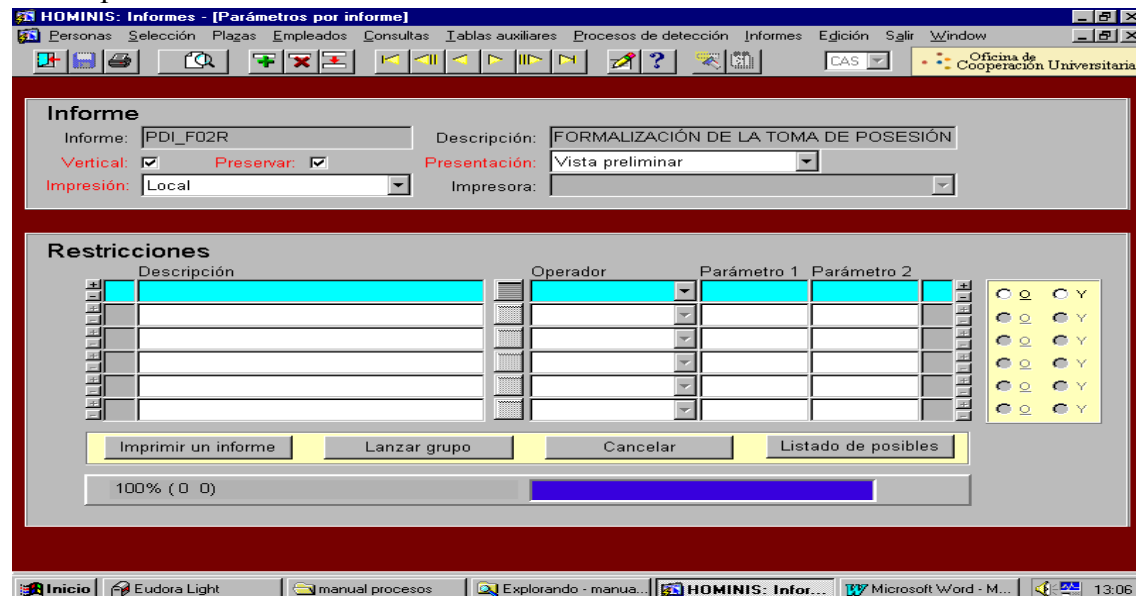 HOMINIS: Informes - [Parámetros por informe]
Personas Selección Plazas Empleados Consultas Tablas auxiliares Procesos de detección Informes Edición Salir Window
CAS Oficina de Cooperación Universitaria
Informe
Informe: PDI_F02R Descripción: FORMALIZACIÓN DE LA TOMA DE POSESIÓN
Vertical: Preservar: Presentación: Vista preliminar
Impresión: Local Impresora:
Restricciones
Descripción Operador Parámetro 1 Parámetro 2
O Y
O Y
O Y
O Y
O Y
O Y
Imprimir un informe Lanzar grupo Cancelar Listado de posibles
100% ( 0 0)
Inicio Eudora Light manual procesos Explorando - manua... HOMINIS: Infor... Microsoft Word - M... 13:06